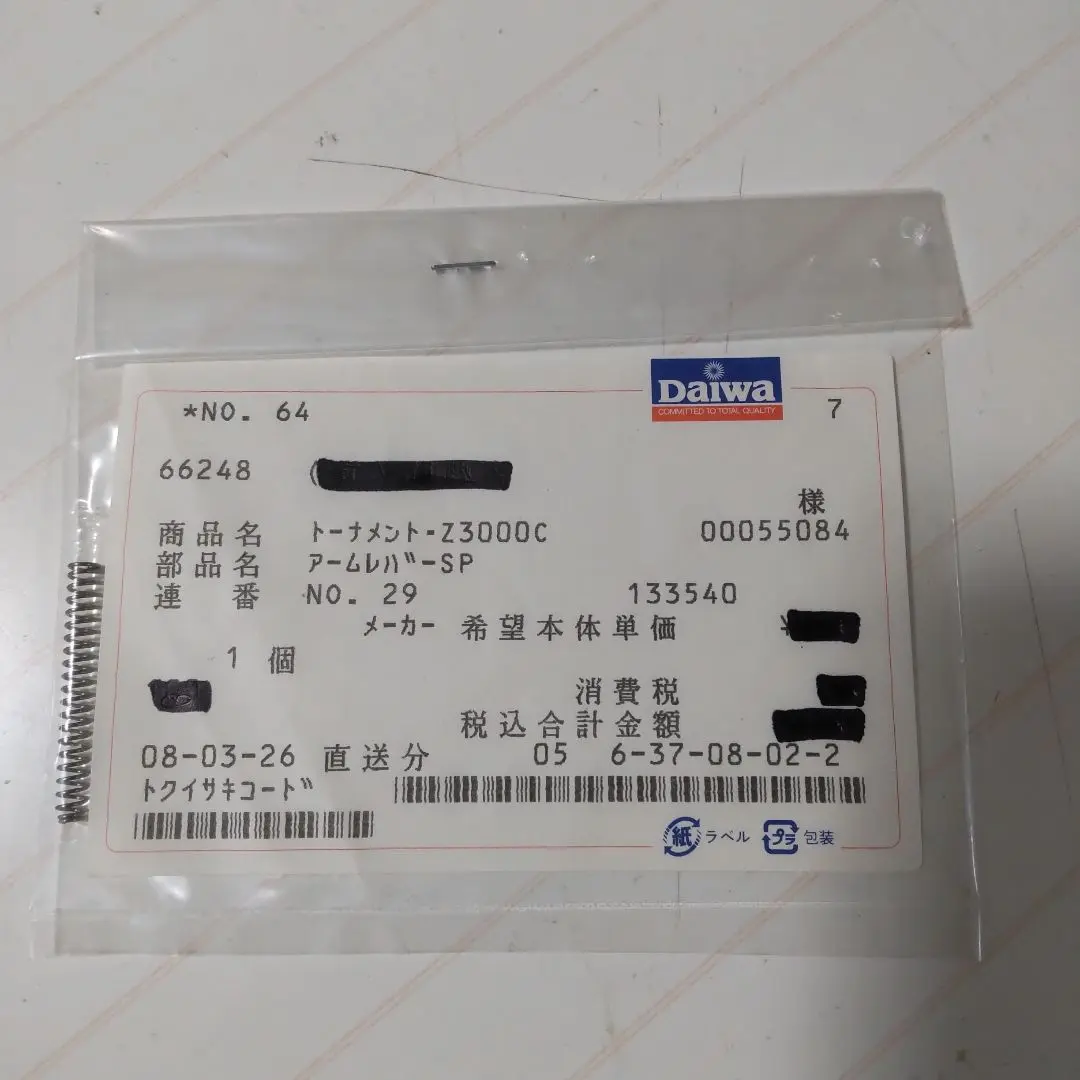 *NO. 64
Daiwa
COMMITTED TO TOTAL QUALITY
7
66248
様
商品名 ﾄｰﾅﾒﾝﾄ-Z3000C 00055084
部品名 ｱｰﾑﾚﾊﾞｰSP
連番 NO. 29 133540
ﾒｰｶｰ 希望本体単価
1 個
消費税
税込合計金額
08-03-26 直送分 05 6-37-08-02-2
ﾄｸｲｻｷｺｰﾄﾞ
紙 ラベル プラ 包装